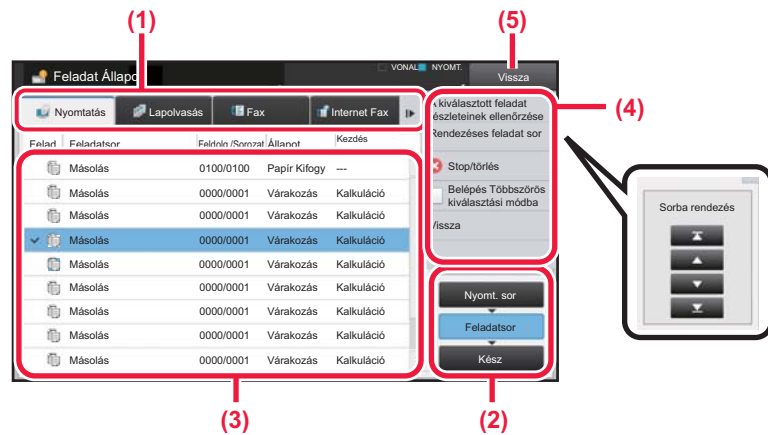 (1)
(5)
Feladat Állapo
VONAL
NYOMT.
Vissza
Nyomtatás
Lapolvasás
Fax
Internet Fax
(4)
A kiválasztott feladat
részleteinek ellenőrzése
Rendezéses feladat sor
Stop/törlés
Belépés Többszörös
kiválasztási módba
Vissza
Felad Feladatsor Feldolg./Sorozat Állapot Kezdés
Másolás 0100/0100 Papír Kifogy ---
Másolás 0000/0001 Várakozás Kalkuláció
Másolás 0000/0001 Várakozás Kalkuláció
Másolás 0000/0001 Várakozás Kalkuláció
Másolás 0000/0001 Várakozás Kalkuláció
Másolás 0000/0001 Várakozás Kalkuláció
Másolás 0000/0001 Várakozás Kalkuláció
Másolás 0000/0001 Várakozás Kalkuláció
Másolás 0000/0001 Várakozás Kalkuláció
Nyomt. sor
Feladatsor
Kész
Sorba rendezés
(3)
(2)